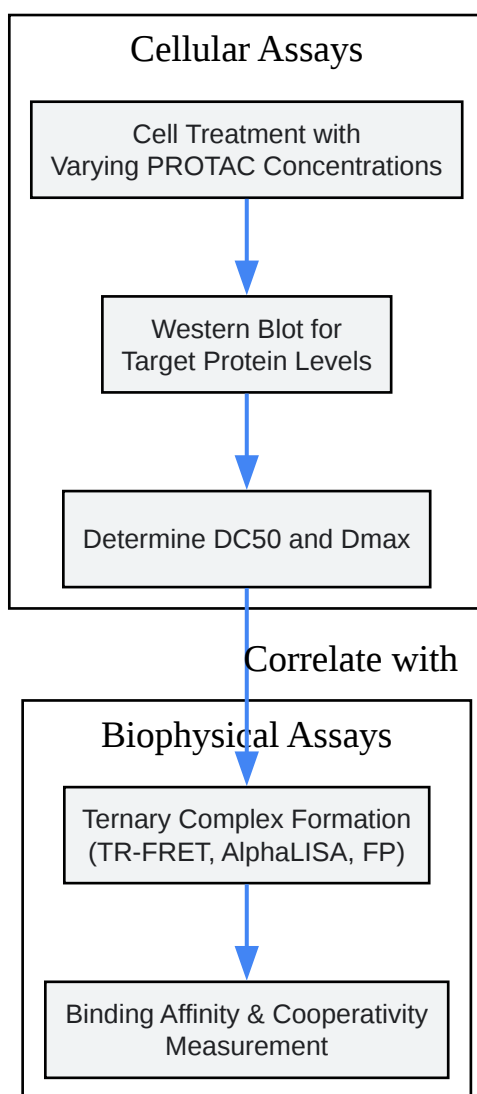 Cellular Assays
Cell Treatment with
Varying PROTAC Concentrations
Western Blot for
Target Protein Levels
Determine DC50 and Dmax
Correlate with
Biophysical Assays
Ternary Complex Formation
(TR-FRET, AlphaLISA, FP)
Binding Affinity & Cooperativity
Measurement